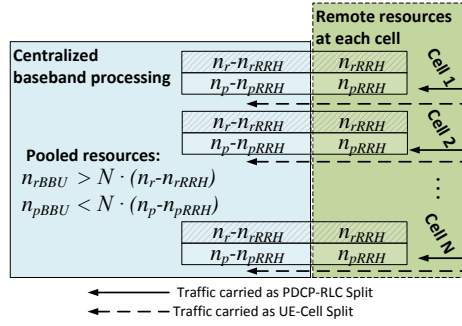 Remote resources
at each cell
Centralized
baseband processing
n_r-n_rRRH n_rRRH
n_p-n_pRRH n_pRRH
Cell 1
n_r-n_rRRH n_rRRH
n_p-n_pRRH n_pRRH
Cell 2
Pooled resources:
n_rBBU > N · (n_r-n_rRRH)
n_pBBU < N · (n_p-n_pRRH)
...
n_r-n_rRRH n_rRRH
n_p-n_pRRH n_pRRH
Cell N
Traffic carried as PDCP-RLC Split
Traffic carried as UE-Cell Split